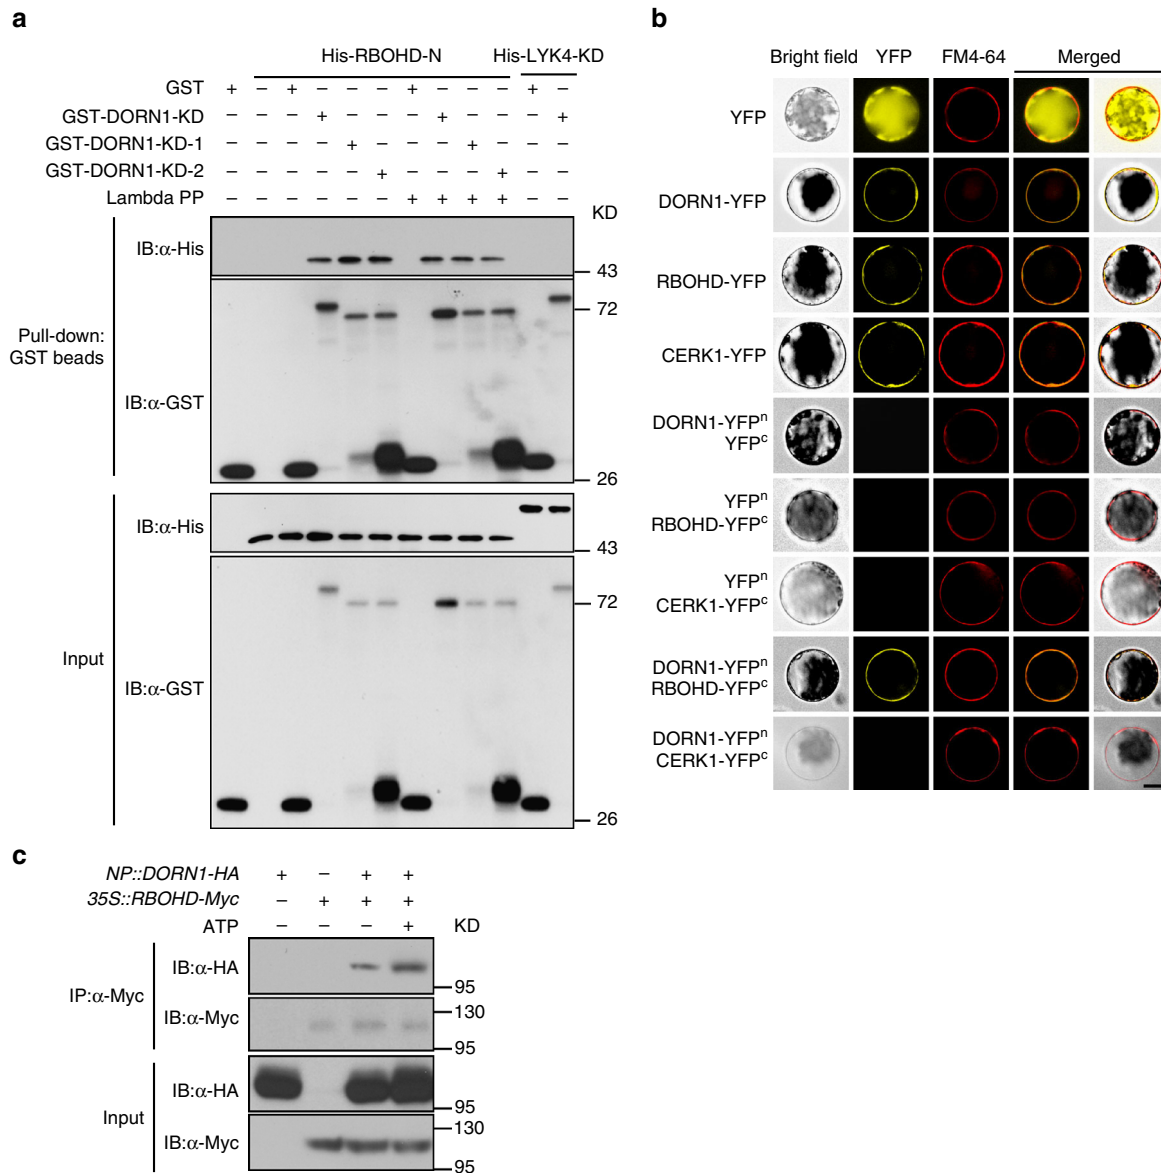 a
His-RBOHD-N His-LYK4-KD
GST + – + – – – + – – – + –
GST-DORN1-KD – – – + – – – + – – – +
GST-DORN1-KD-1 – – – – + – – – + – – –
GST-DORN1-KD-2 – – – – – + – – – + – –
Lambda PP – – – – – – + + + + – –
KD
Pull-down:
GST beads
IB:α-His
43
72
IB:α-GST
26
Input
IB:α-His
43
72
IB:α-GST
26
b
Bright field YFP FM4-64 Merged
YFP
DORN1-YFP
RBOHD-YFP
CERK1-YFP
DORN1-YFPⁿ
YFPᶜ
YFPⁿ
RBOHD-YFPᶜ
YFPⁿ
CERK1-YFPᶜ
DORN1-YFPⁿ
RBOHD-YFPᶜ
DORN1-YFPⁿ
CERK1-YFPᶜ
c
NP::DORN1-HA + – + +
35S::RBOHD-Myc – + + +
ATP – – – + KD
IP:α-Myc
IB:α-HA
95
130
IB:α-Myc
95
Input
IB:α-HA
95
130
IB:α-Myc
95